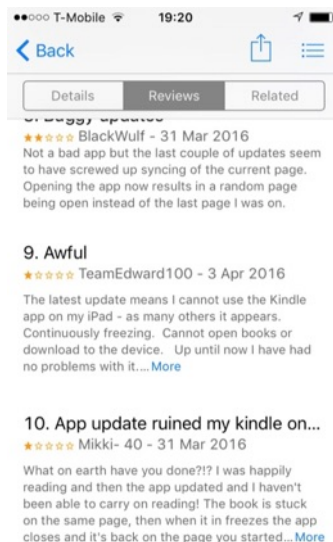 T-Mobile 19:20
Back
Details Reviews Related
8. Buggy updates
BlackWulf - 31 Mar 2016
Not a bad app but the last couple of updates seem
to have screwed up syncing of the current page.
Opening the app now results in a random page
being open instead of the last page I was on.
9. Awful
TeamEdward100 - 3 Apr 2016
The latest update means I cannot use the Kindle
app on my iPad - as many others it appears.
Continuously freezing. Cannot open books or
download to the device. Up until now I have had
no problems with it.... More
10. App update ruined my kindle on...
Mikki- 40 - 31 Mar 2016
What on earth have you done?!? I was happily
reading and then the app updated and I haven't
been able to carry on reading! The book is stuck
on the same page, then when it in freezes the app
closes and it's back on the page you started... More